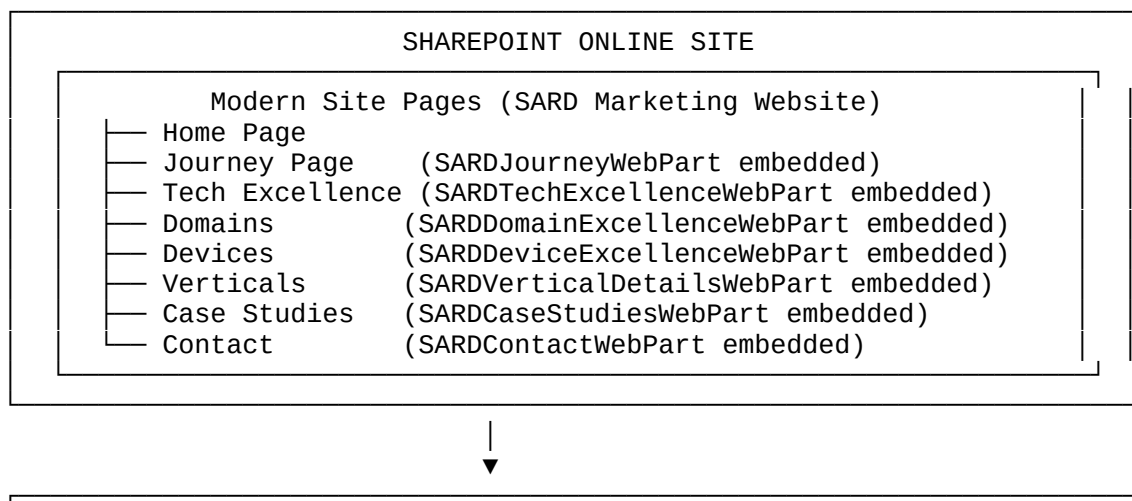 SHAREPOINT ONLINE SITE
Modern Site Pages (SARD Marketing Website)
├── Home Page
├── Journey Page (SARDJourneyWebPart embedded)
├── Tech Excellence (SARDTechExcellenceWebPart embedded)
├── Domains (SARDDomainExcellenceWebPart embedded)
├── Devices (SARDDeviceExcellenceWebPart embedded)
├── Verticals (SARDVerticalDetailsWebPart embedded)
├── Case Studies (SARDCaseStudiesWebPart embedded)
└── Contact (SARDContactWebPart embedded)